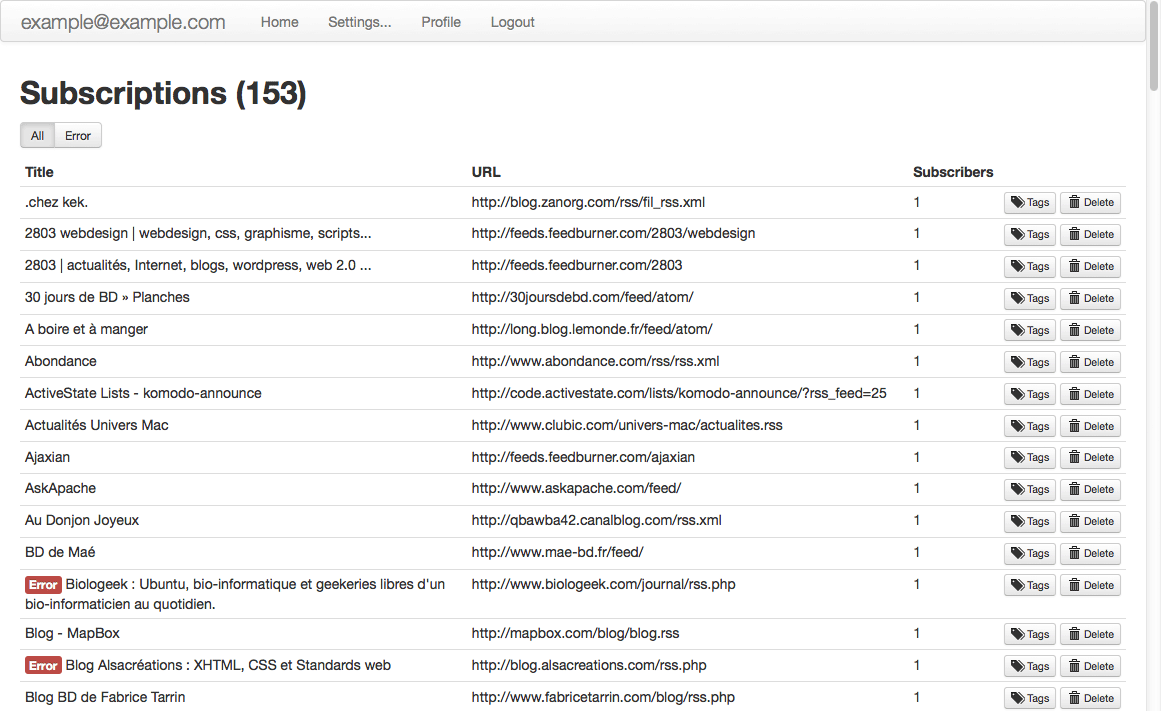 example@example.com Home Settings... Profile Logout
Subscriptions (153)
All Error
Title URL Subscribers
.chez kek. http://blog.zanorg.com/rss/fil_rss.xml 1 Tags Delete
2803 webdesign | webdesign, css, graphisme, scripts... http://feeds.feedburner.com/2803/webdesign 1 Tags Delete
2803 | actualités, Internet, blogs, wordpress, web 2.0 ... http://feeds.feedburner.com/2803 1 Tags Delete
30 jours de BD » Planches http://30joursdebd.com/feed/atom/ 1 Tags Delete
A boire et à manger http://long.blog.lemonde.fr/feed/atom/ 1 Tags Delete
Abondance http://www.abondance.com/rss/rss.xml 1 Tags Delete
ActiveState Lists - komodo-announce http://code.activestate.com/lists/komodo-announce/?rss_feed=25 1 Tags Delete
Actualités Univers Mac http://www.clubic.com/univers-mac/actualites.rss 1 Tags Delete
Ajaxian http://feeds.feedburner.com/ajaxian 1 Tags Delete
AskApache http://www.askapache.com/feed/ 1 Tags Delete
Au Donjon Joyeux http://qbawba42.canalblog.com/rss.xml 1 Tags Delete
BD de Maé http://www.mae-bd.fr/feed/ 1 Tags Delete
Error Biologeek : Ubuntu, bio-informatique et geekeries libres d'un http://www.biologeek.com/journal/rss.php 1 Tags Delete
bio-informaticien au quotidien.
Blog - MapBox http://mapbox.com/blog/blog.rss 1 Tags Delete
Error Blog Alsacréations : XHTML, CSS et Standards web http://blog.alsacreations.com/rss.php 1 Tags Delete
Blog BD de Fabrice Tarrin http://www.fabricetarrin.com/blog/rss.php 1 Tags Delete